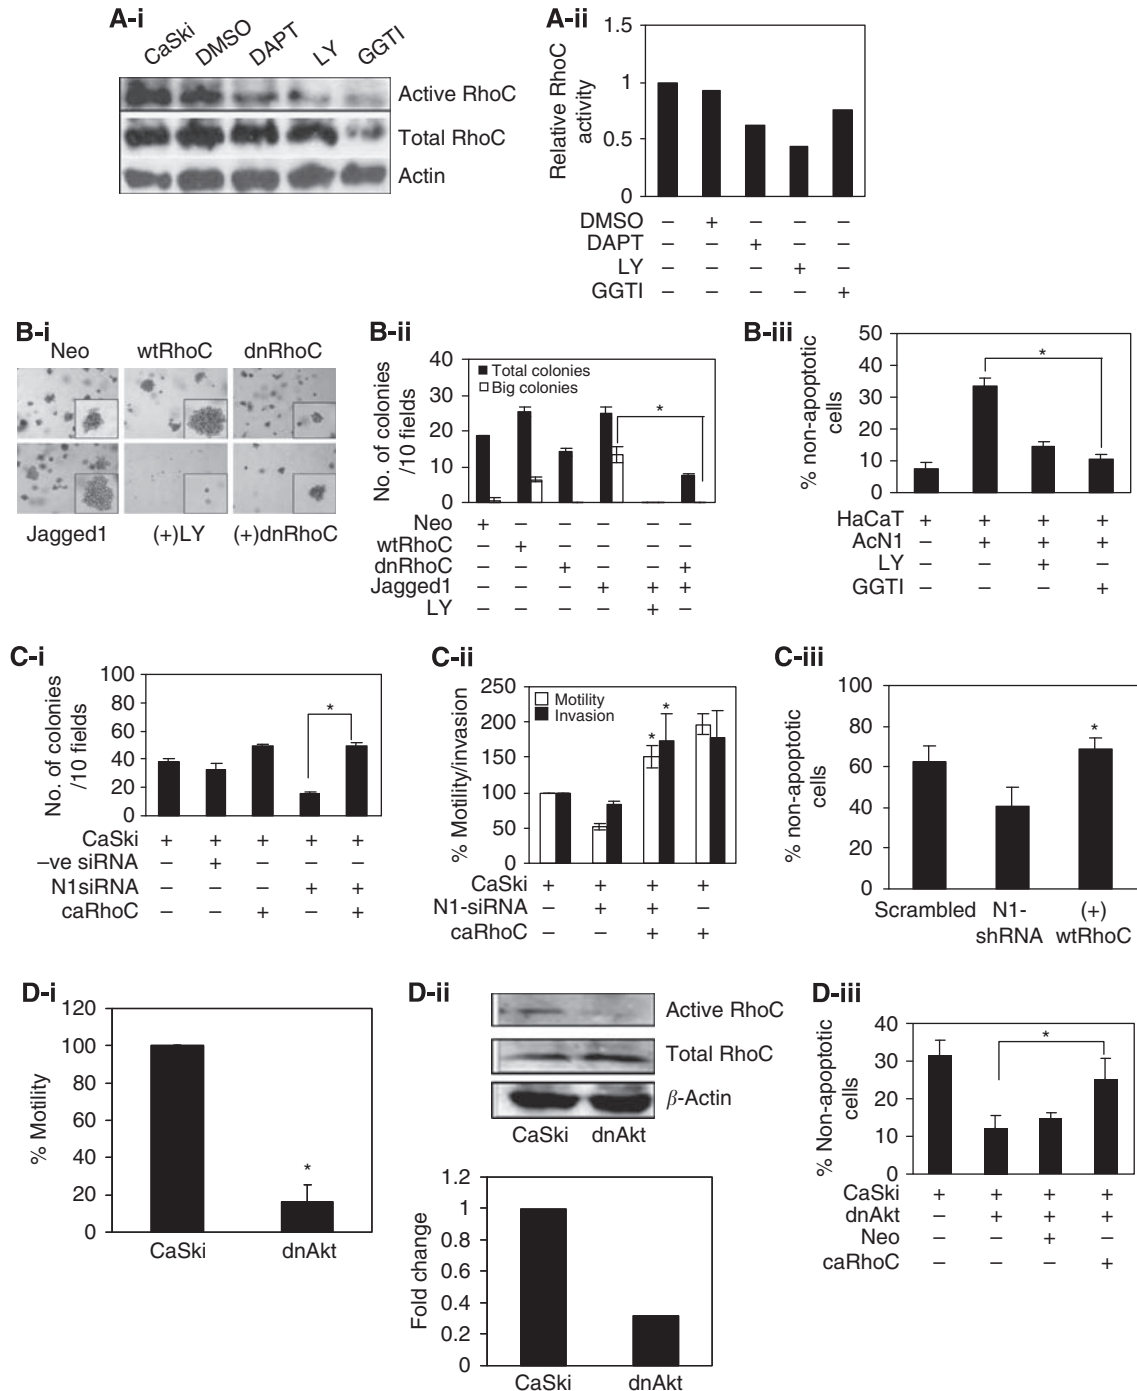 A-i
CaSki DMSO DAPT LY GGTI
Active RhoC
Total RhoC
Actin
A-ii
Relative RhoC activity
1.5
1
0.5
0
DMSO – + – – –
DAPT – – + – –
LY – – – + –
GGTI – – – – +
B-i
Neo wtRhoC dnRhoC
Jagged1 (+)LY (+)dnRhoC
B-ii
No. of colonies /10 fields
40
30
20
10
0
Total colonies
Big colonies
*
Neo + – – – – –
wtRhoC – + – – – –
dnRhoC – – + – – +
Jagged1 – – – + + +
LY – – – – + –
B-iii
% non-apoptotic cells
50
40
30
20
10
0
*
HaCaT + + + +
AcN1 – + + +
LY – – + –
GGTI – – – +
C-i
No. of colonies /10 fields
100
80
60
40
20
0
*
CaSki + + + + +
–ve siRNA – + – – –
N1siRNA – – – + +
caRhoC – – + – +
C-ii
% Motility/invasion
250
200
150
100
50
0
Motility
Invasion
* *
CaSki + + + +
N1-siRNA – + + –
caRhoC – – + +
C-iii
% non-apoptotic cells
100
80
60
40
20
0
*
Scrambled N1-shRNA (+) wtRhoC
D-i
% Motility
120
100
80
60
40
20
0
*
CaSki dnAkt
D-ii
Active RhoC
Total RhoC
β-Actin
CaSki dnAkt
Fold change
1.2
1
0.8
0.6
0.4
0.2
0
CaSki dnAkt
D-iii
% Non-apoptotic cells
40
30
20
10
0
*
CaSki + + + +
dnAkt – + + +
Neo – – + –
caRhoC – – – +